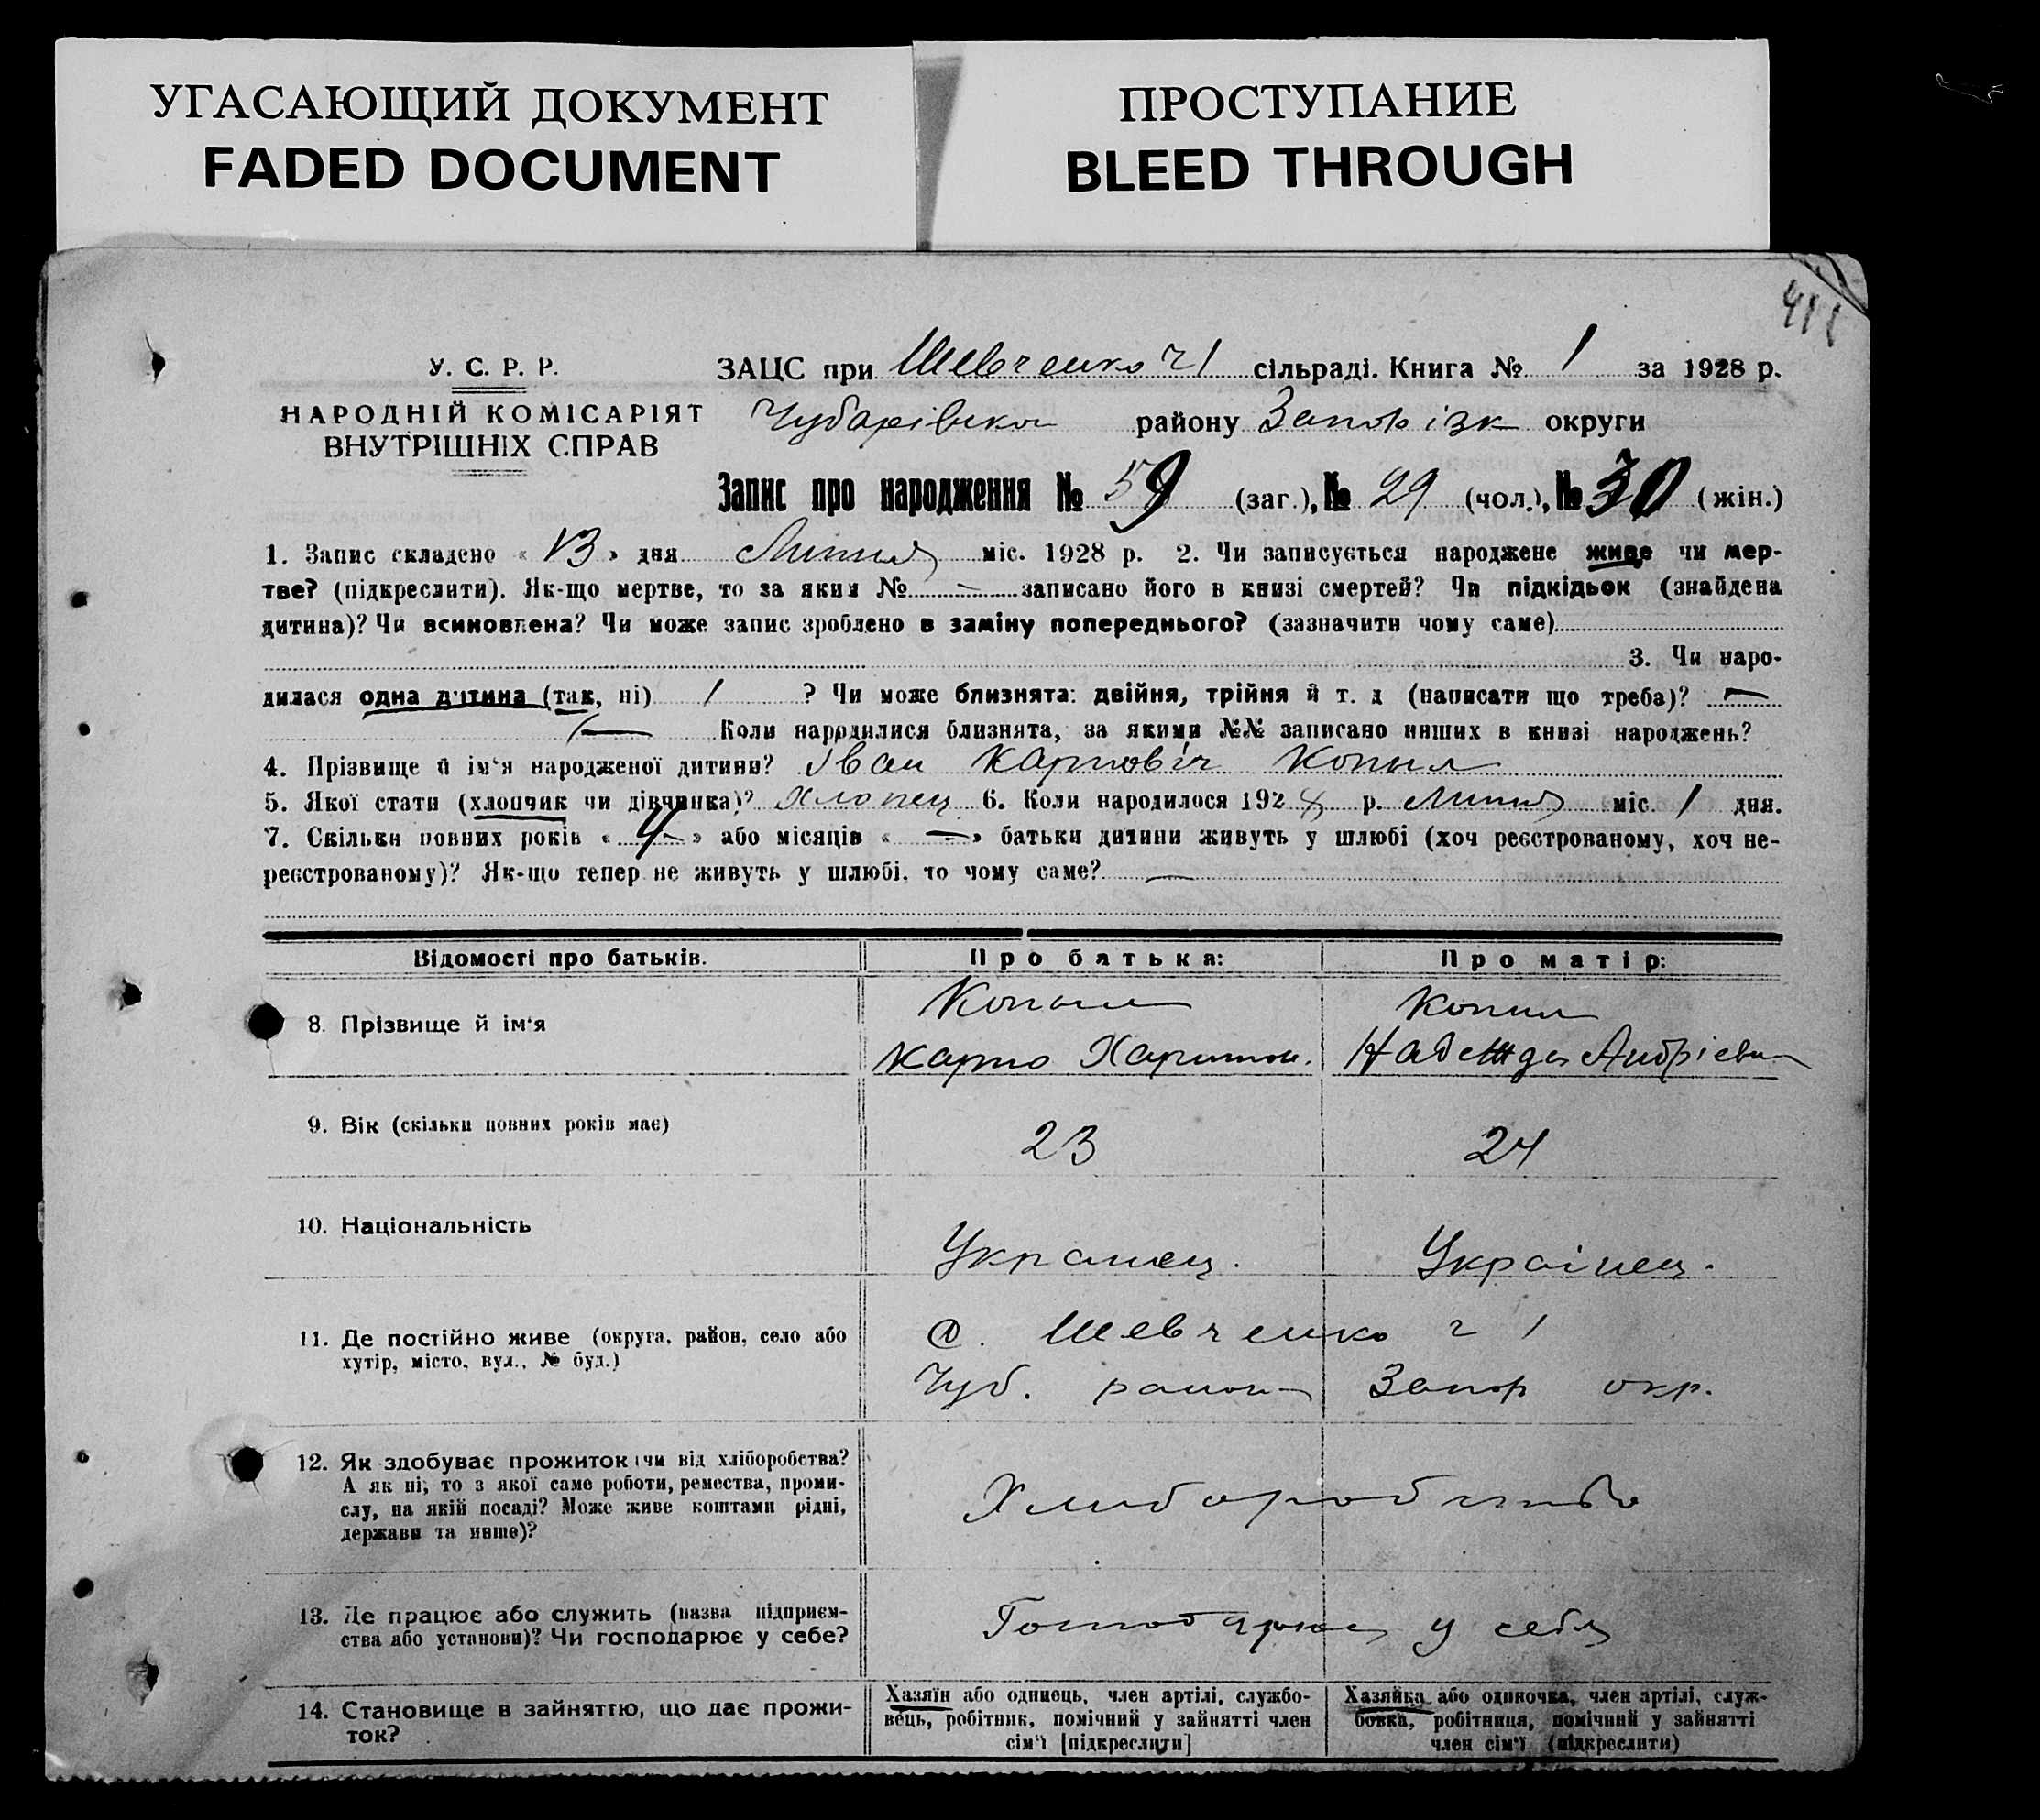 УГАСАЮЩИЙ ДОКУМЕНТ
FADED DOCUMENT
ПРОСТУПАНИЕ
BLEED THROUGH
411
У. С. Р. Р.
НАРОДНІЙ КОМІСАРІЯТ
ВНУТРІШНІХ СПРАВ
ЗАЦС при Шевченко ч1 сільраді. Книга № 1 за 1928 р.
Чубарівськ району Запоріжк округи
Запис про народження № 59 (заг.), № 29 (чол.), № 30 (жін.)
1. Запис складено « 13 » дня Липня міс. 1928 р. 2. Чи записується народжене живе чи мер-
тве? (підкреслити). Як-що мертве, то за яким № — записано його в книзі смертей? Чи підкідьок (знайдена
дитина)? Чи всиновлена? Чи може запис зроблено в заміну попереднього? (зазначити чому саме)
3. Чи наро-
дилася одна дитина (так, ні) 1 ? Чи може близнята: двійня, трійня й т. д (написати що треба)? —
— Коли народилися близнята, за якими №№ записано инших в книзі народжень?
4. Прізвище й ім‘я народженої дитини? Іван Карповіч Копил
5. Якої стати (хлопчик чи дівчинка)? Хлопец 6. Коли народилося 1928 р. Липня міс. 1 дня.
7. Скільки повних років « 4 » або місяців « — » батьки дитини живуть у шлюбі (хоч реєстрованому, хоч не-
реєстрованому)? Як-що тепер не живуть у шлюбі, то чому саме? —
Відомості про батьків. Про батька: Про матір:
8. Прізвище й ім‘я
Копил
Карпо Харитон.
Копил
Надежда Андрієвн
9. Вік (скільки повних років має) 23 24
10. Національність Украинец. Українец.
11. Де постійно живе (округа, район, село або
хутір, місто, вул., № буд.)
с. Шевченко ч 1
Чуб. район Запор окр.
12. Як здобуває прожиток чи від хліборобства?
А як ні, то з якої саме роботи, ремества, проми-
слу, на якій посаді? Може живе коштами рідні,
держави та инше)?
Хлиборобство
13. Де працює або служить (назва підприєм-
ства або установи)? Чи господарює у себе?
Господарює у себя
14. Становище в зайняттю, що дає прожи-
ток?
Хазяїн або одинець, член артілі, службо-
вець, робітник, помічний у зайнятті член
сім‘ї [підкреслити]
Хазяйка або одиночка, член артілі, служ-
бовка, робітниця, помічний у зайнятті
член сім‘ї (підкреслити)